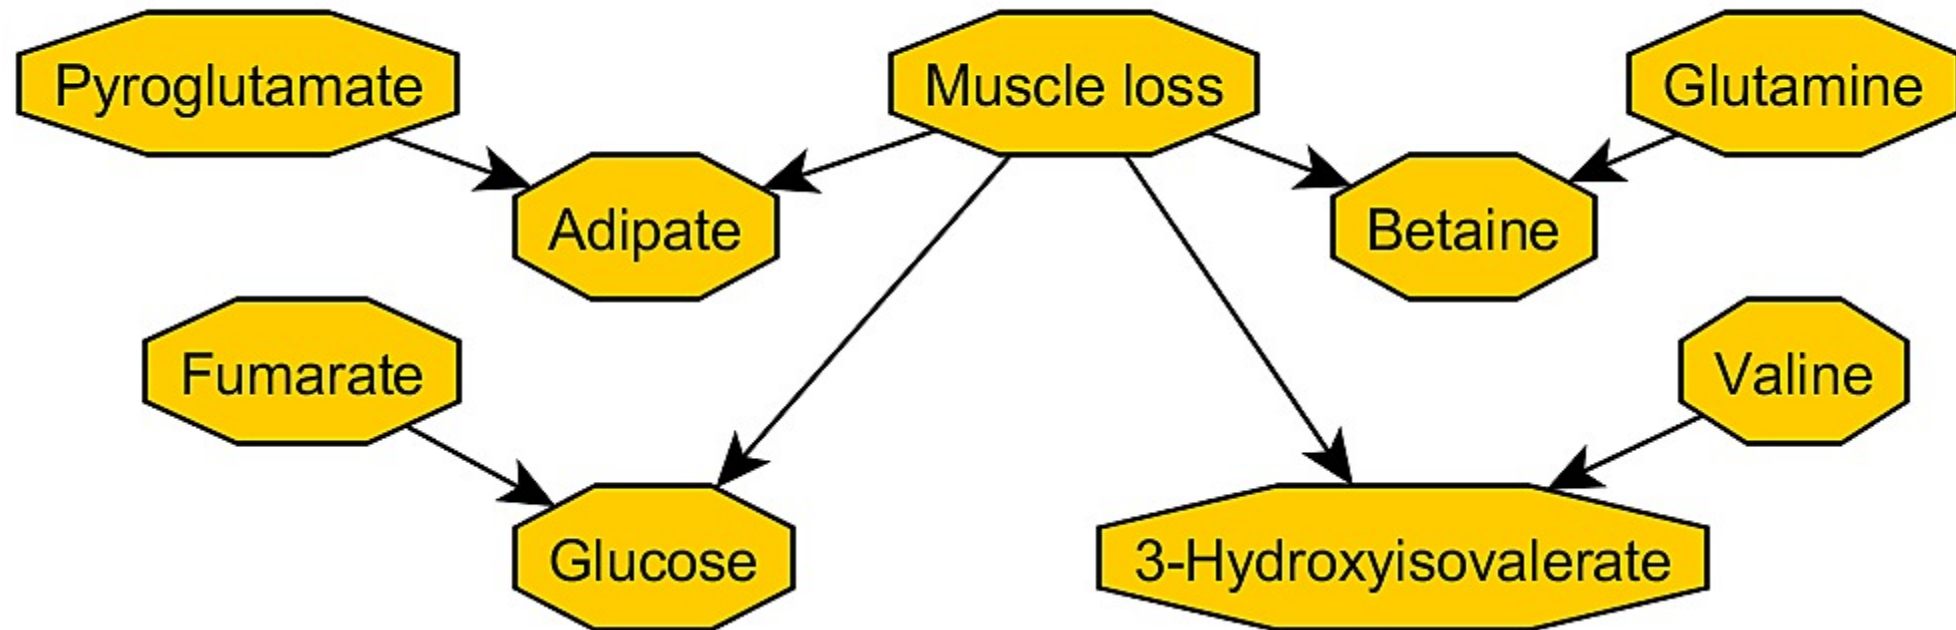 Pyroglutamate
Muscle loss
Glutamine
Adipate
Betaine
Fumarate
Valine
Glucose
3-Hydroxyisovalerate